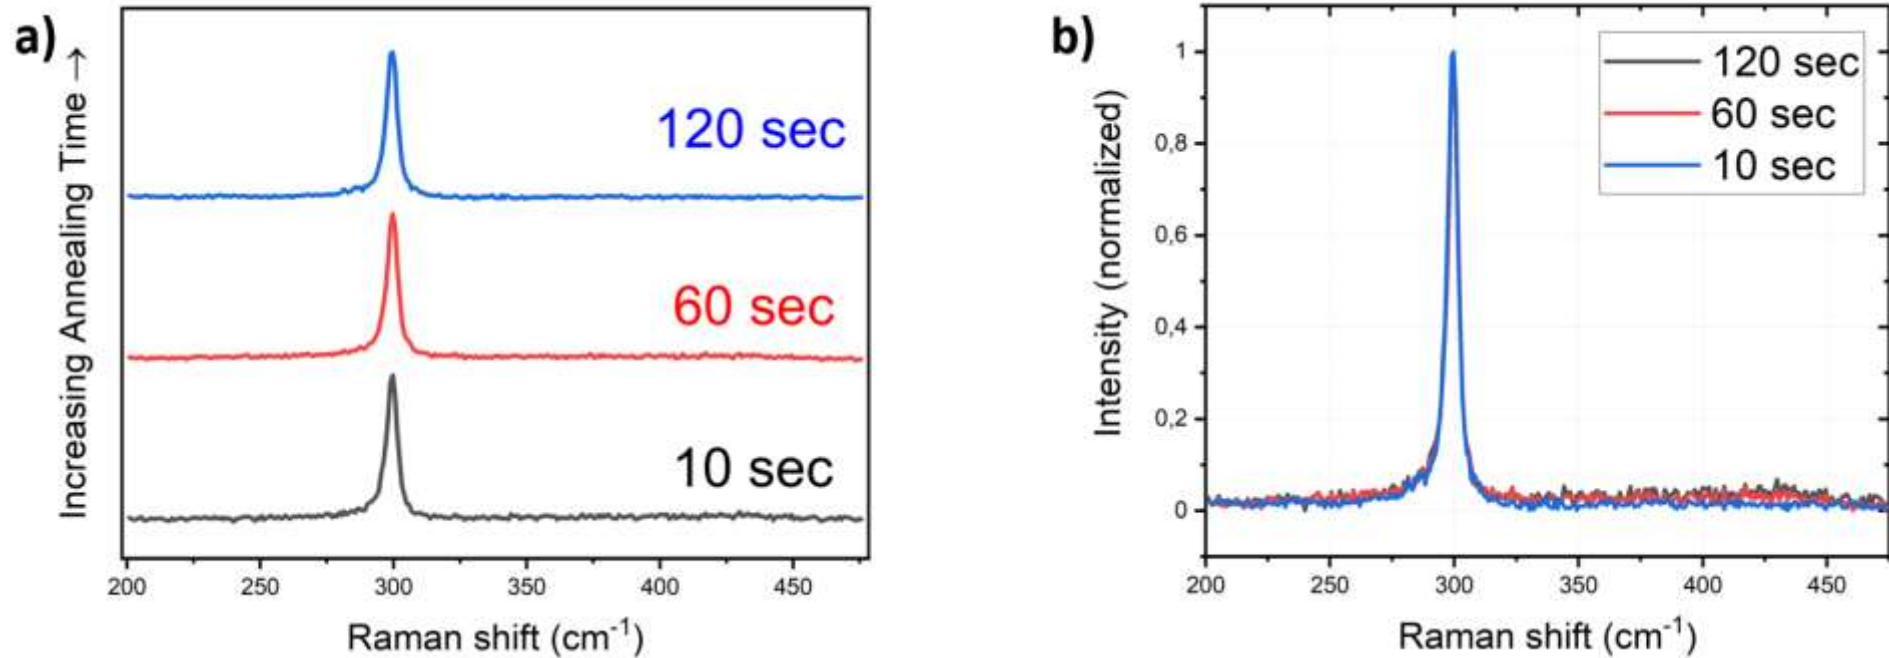 a)
Increasing Annealing Time →
120 sec
60 sec
10 sec
200 250 300 350 400 450
Raman shift (cm⁻¹)
b)
Intensity (normalized)
1
0,8
0,6
0,4
0,2
0
120 sec
60 sec
10 sec
200 250 300 350 400 450
Raman shift (cm⁻¹)